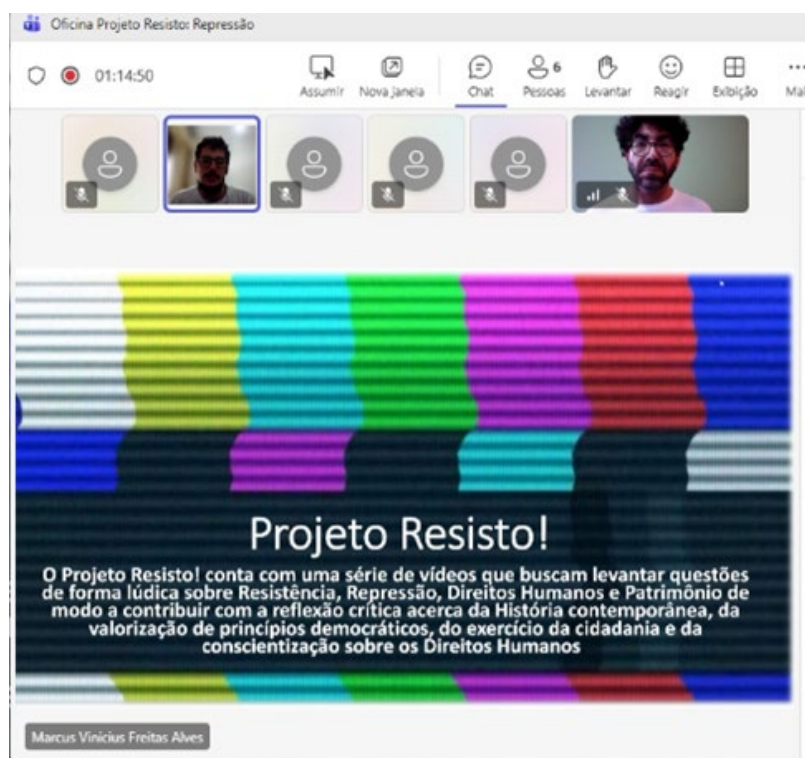 Oficina Projeto Resisto: Repressão
01:14:50
Assumir Nova janela Chat 6 Pessoas Levantar Reagir Exibição Mai
Projeto Resisto!
O Projeto Resisto! conta com uma série de vídeos que buscam levantar questões
de forma lúdica sobre Resistência, Repressão, Direitos Humanos e Patrimônio de
modo a contribuir com a reflexão crítica acerca da História contemporânea, da
valorização de princípios democráticos, do exercício da cidadania e da
conscientização sobre os Direitos Humanos
Marcus Vinicius Freitas Alves